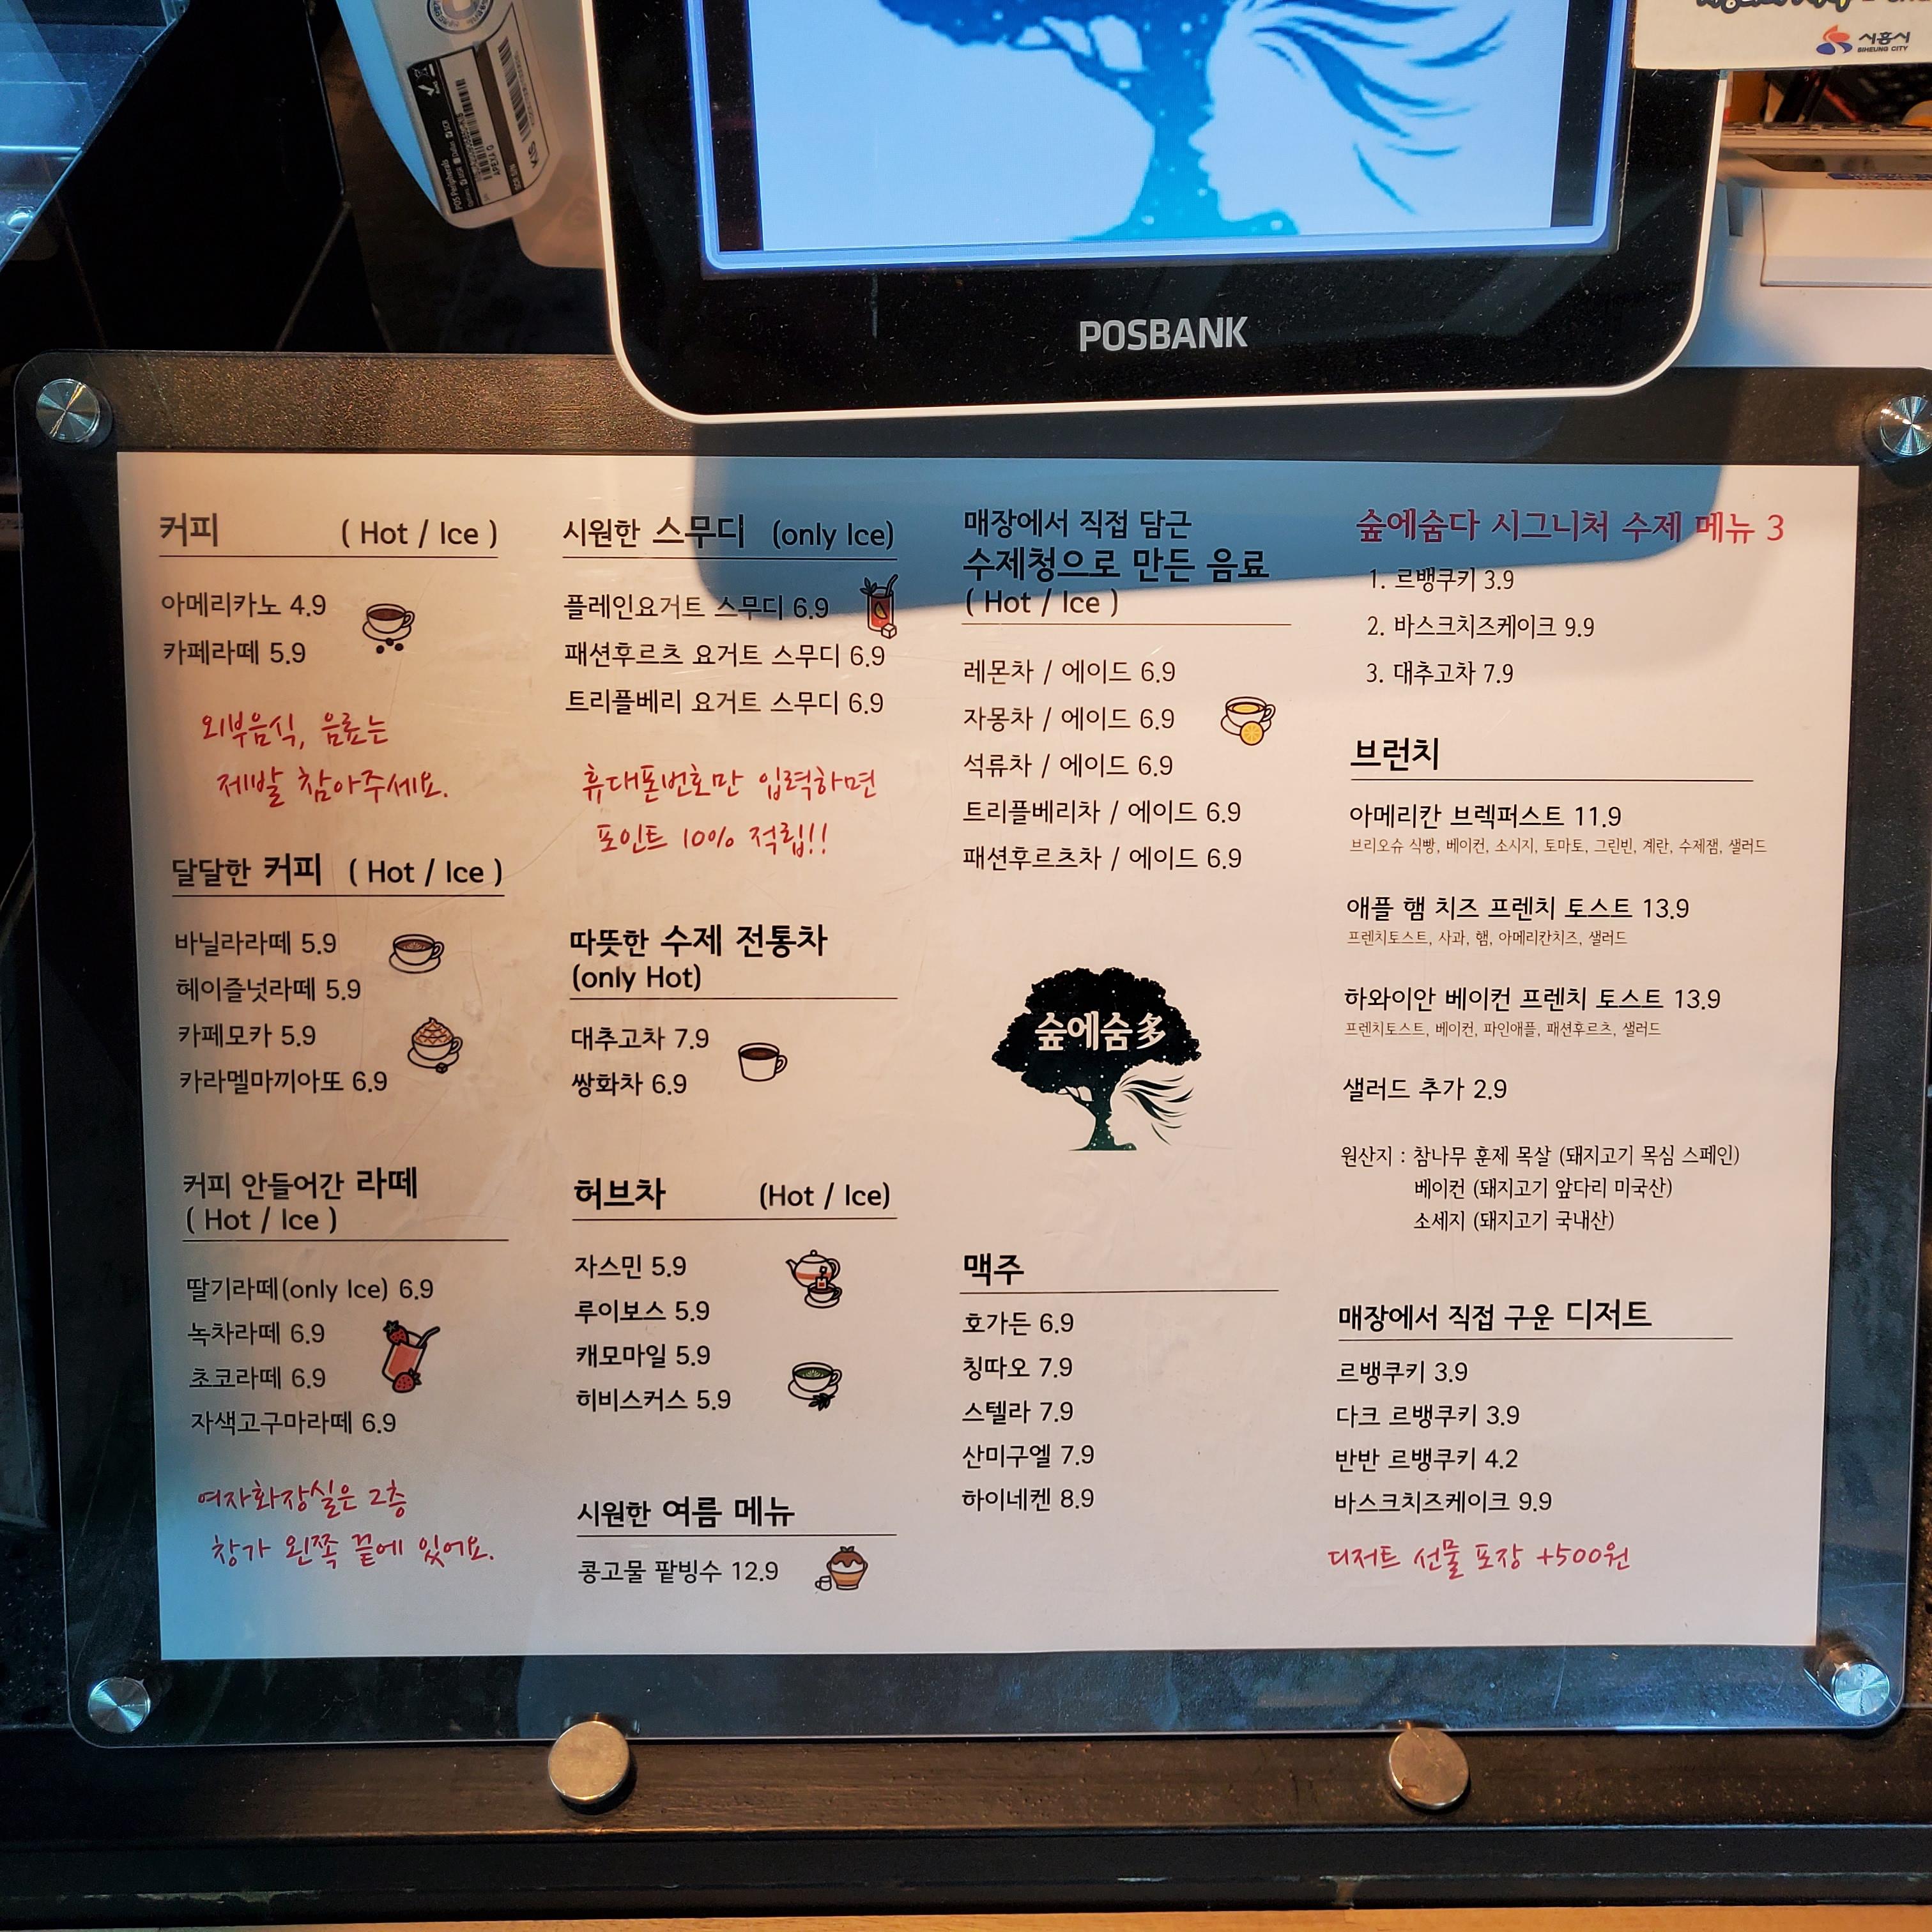 시흥시
SIHEUNG CITY
POSBANK
커피 ( Hot / Ice )
아메리카노 4.9
카페라떼 5.9
외부음식, 음료는
제발 참아주세요.
달달한 커피 ( Hot / Ice )
바닐라라떼 5.9
헤이즐넛라떼 5.9
카페모카 5.9
카라멜마끼아또 6.9
커피 안들어간 라떼
( Hot / Ice )
딸기라떼(only Ice) 6.9
녹차라떼 6.9
초코라떼 6.9
자색고구마라떼 6.9
여자화장실은 2층
창가 왼쪽 끝에 있어요.
시원한 스무디 (only Ice)
플레인요거트 스무디 6.9
패션후르츠 요거트 스무디 6.9
트리플베리 요거트 스무디 6.9
휴대폰번호만 입력하면
포인트 10% 적립!!
따뜻한 수제 전통차
(only Hot)
대추고차 7.9
쌍화차 6.9
허브차 (Hot / Ice)
자스민 5.9
루이보스 5.9
캐모마일 5.9
히비스커스 5.9
시원한 여름 메뉴
콩고물 팥빙수 12.9
매장에서 직접 담근
수제청으로 만든 음료
( Hot / Ice )
레몬차 / 에이드 6.9
자몽차 / 에이드 6.9
석류차 / 에이드 6.9
트리플베리차 / 에이드 6.9
패션후르츠차 / 에이드 6.9
숲에숨多
맥주
호가든 6.9
칭따오 7.9
스텔라 7.9
산미구엘 7.9
하이네켄 8.9
숲에숨다 시그니처 수제 메뉴 3
1. 르뱅쿠키 3.9
2. 바스크치즈케이크 9.9
3. 대추고차 7.9
브런치
아메리칸 브렉퍼스트 11.9
브리오슈 식빵, 베이컨, 소시지, 토마토, 그린빈, 계란, 수제잼, 샐러드
애플 햄 치즈 프렌치 토스트 13.9
프렌치토스트, 사과, 햄, 아메리칸치즈, 샐러드
하와이안 베이컨 프렌치 토스트 13.9
프렌치토스트, 베이컨, 파인애플, 패션후르츠, 샐러드
샐러드 추가 2.9
원산지 : 참나무 훈제 목살 (돼지고기 목심 스페인)
베이컨 (돼지고기 앞다리 미국산)
소세지 (돼지고기 국내산)
매장에서 직접 구운 디저트
르뱅쿠키 3.9
다크 르뱅쿠키 3.9
반반 르뱅쿠키 4.2
바스크치즈케이크 9.9
디저트 선물 포장 +500원